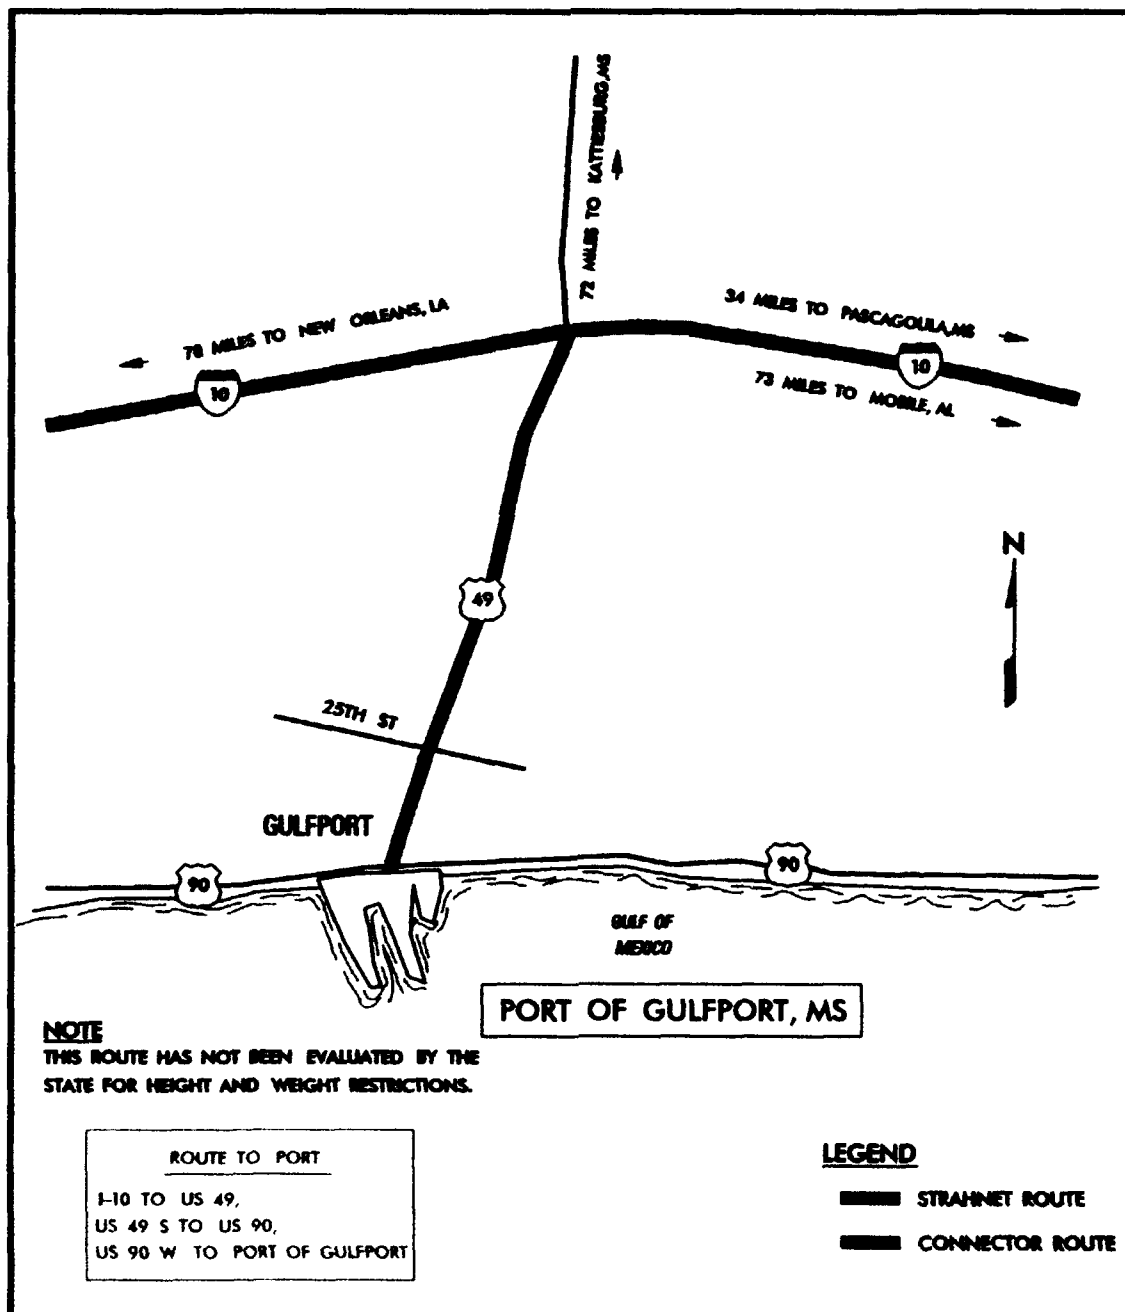 72 MILES TO KATTIESBURG,MS
34 MILES TO PASCAGOULA,MS
78 MILES TO NEW ORLEANS, LA
10
10
73 MILES TO MOBILE, AL
N
49
25TH ST
GULFPORT
90
90
GULF OF
MEXICO
PORT OF GULFPORT, MS
NOTE
THIS ROUTE HAS NOT BEEN EVALUATED BY THE
STATE FOR HEIGHT AND WEIGHT RESTRICTIONS.
ROUTE TO PORT
I-10 TO US 49,
US 49 S TO US 90,
US 90 W TO PORT OF GULFPORT
LEGEND
STRAHNET ROUTE
CONNECTOR ROUTE